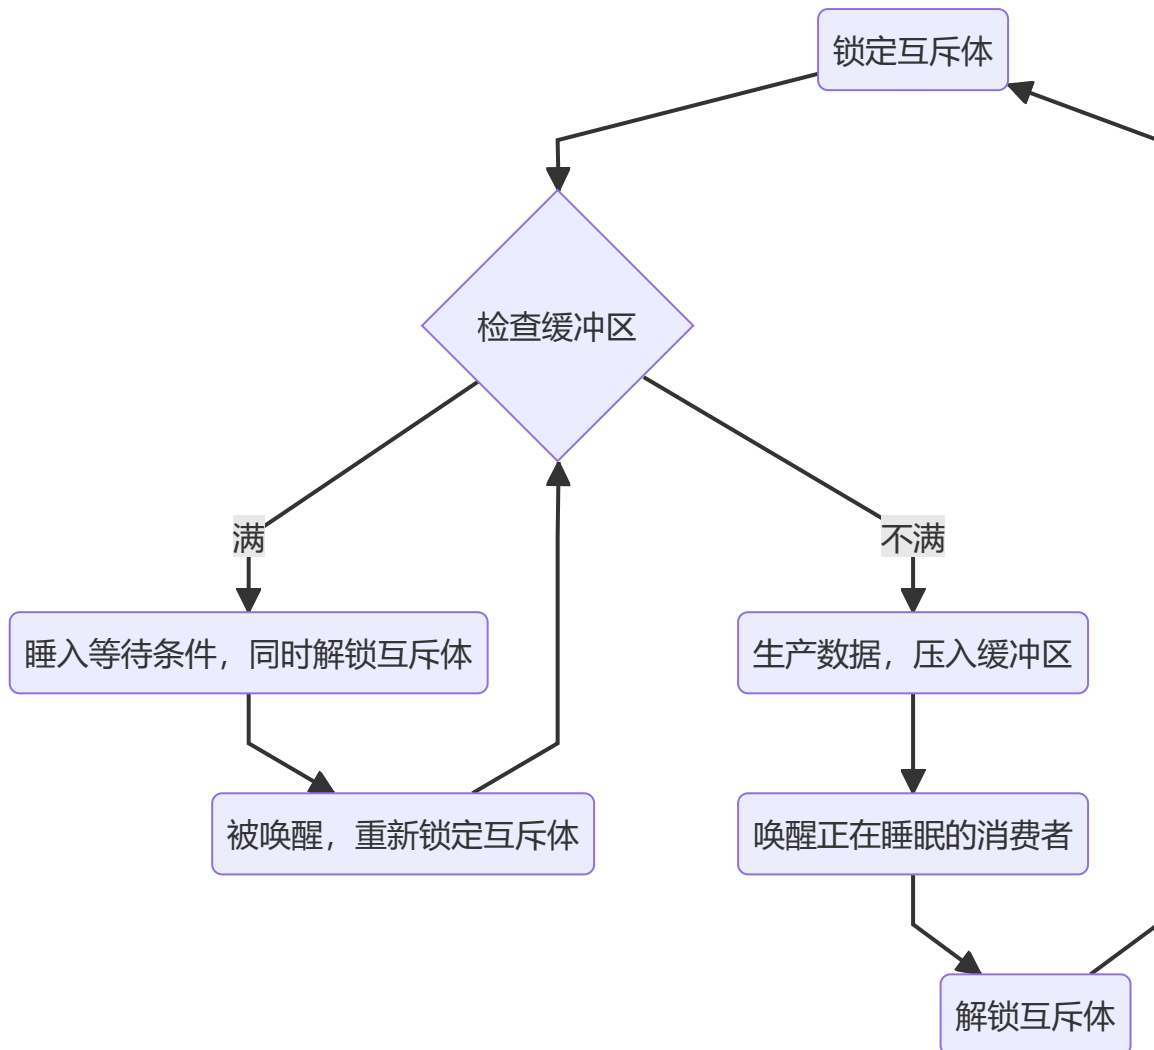 锁定互斥体
检查缓冲区
满
不满
睡入等待条件，同时解锁互斥体
生产数据，压入缓冲区
被唤醒，重新锁定互斥体
唤醒正在睡眠的消费者
解锁互斥体